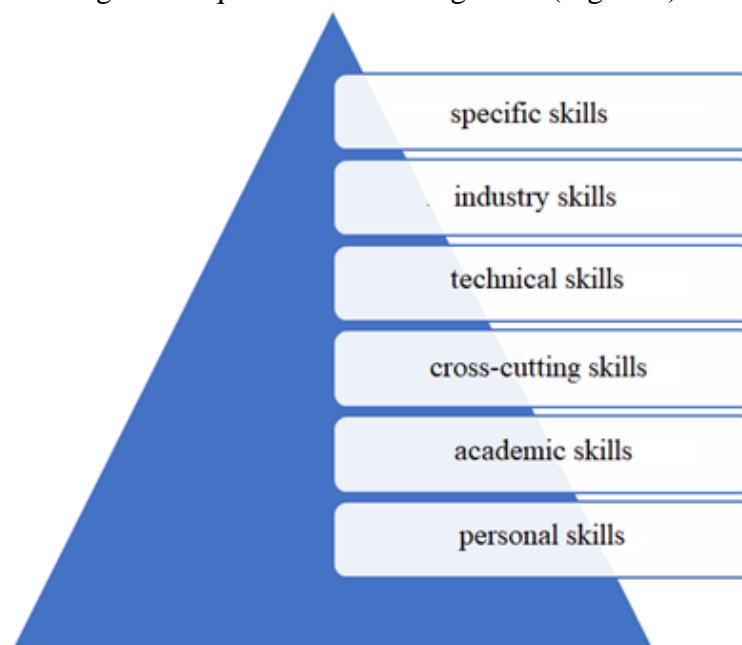 specific skills
industry skills
technical skills
cross-cutting skills
academic skills
personal skills